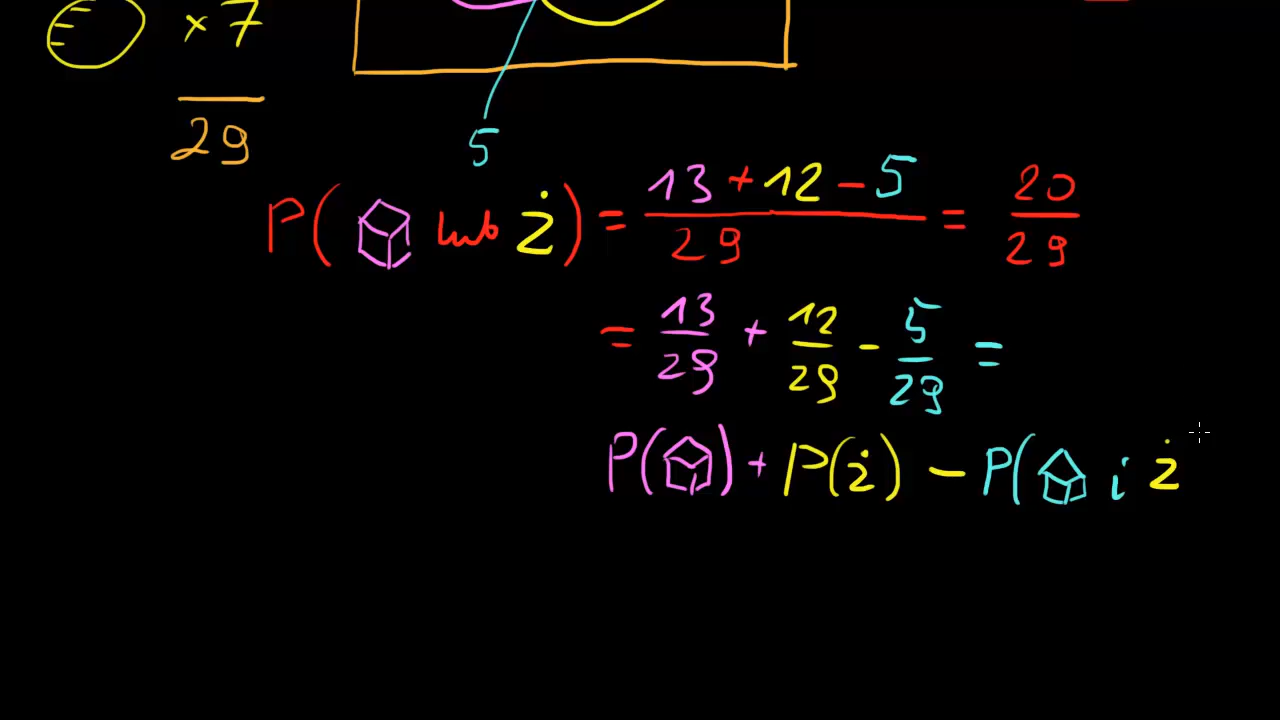 × 7
29
5
P( lub ż) = 13 + 12 - 5 / 29 = 20 / 29
= 13/29 + 12/29 - 5/29 =
P( ) + P(ż) - P( i ż